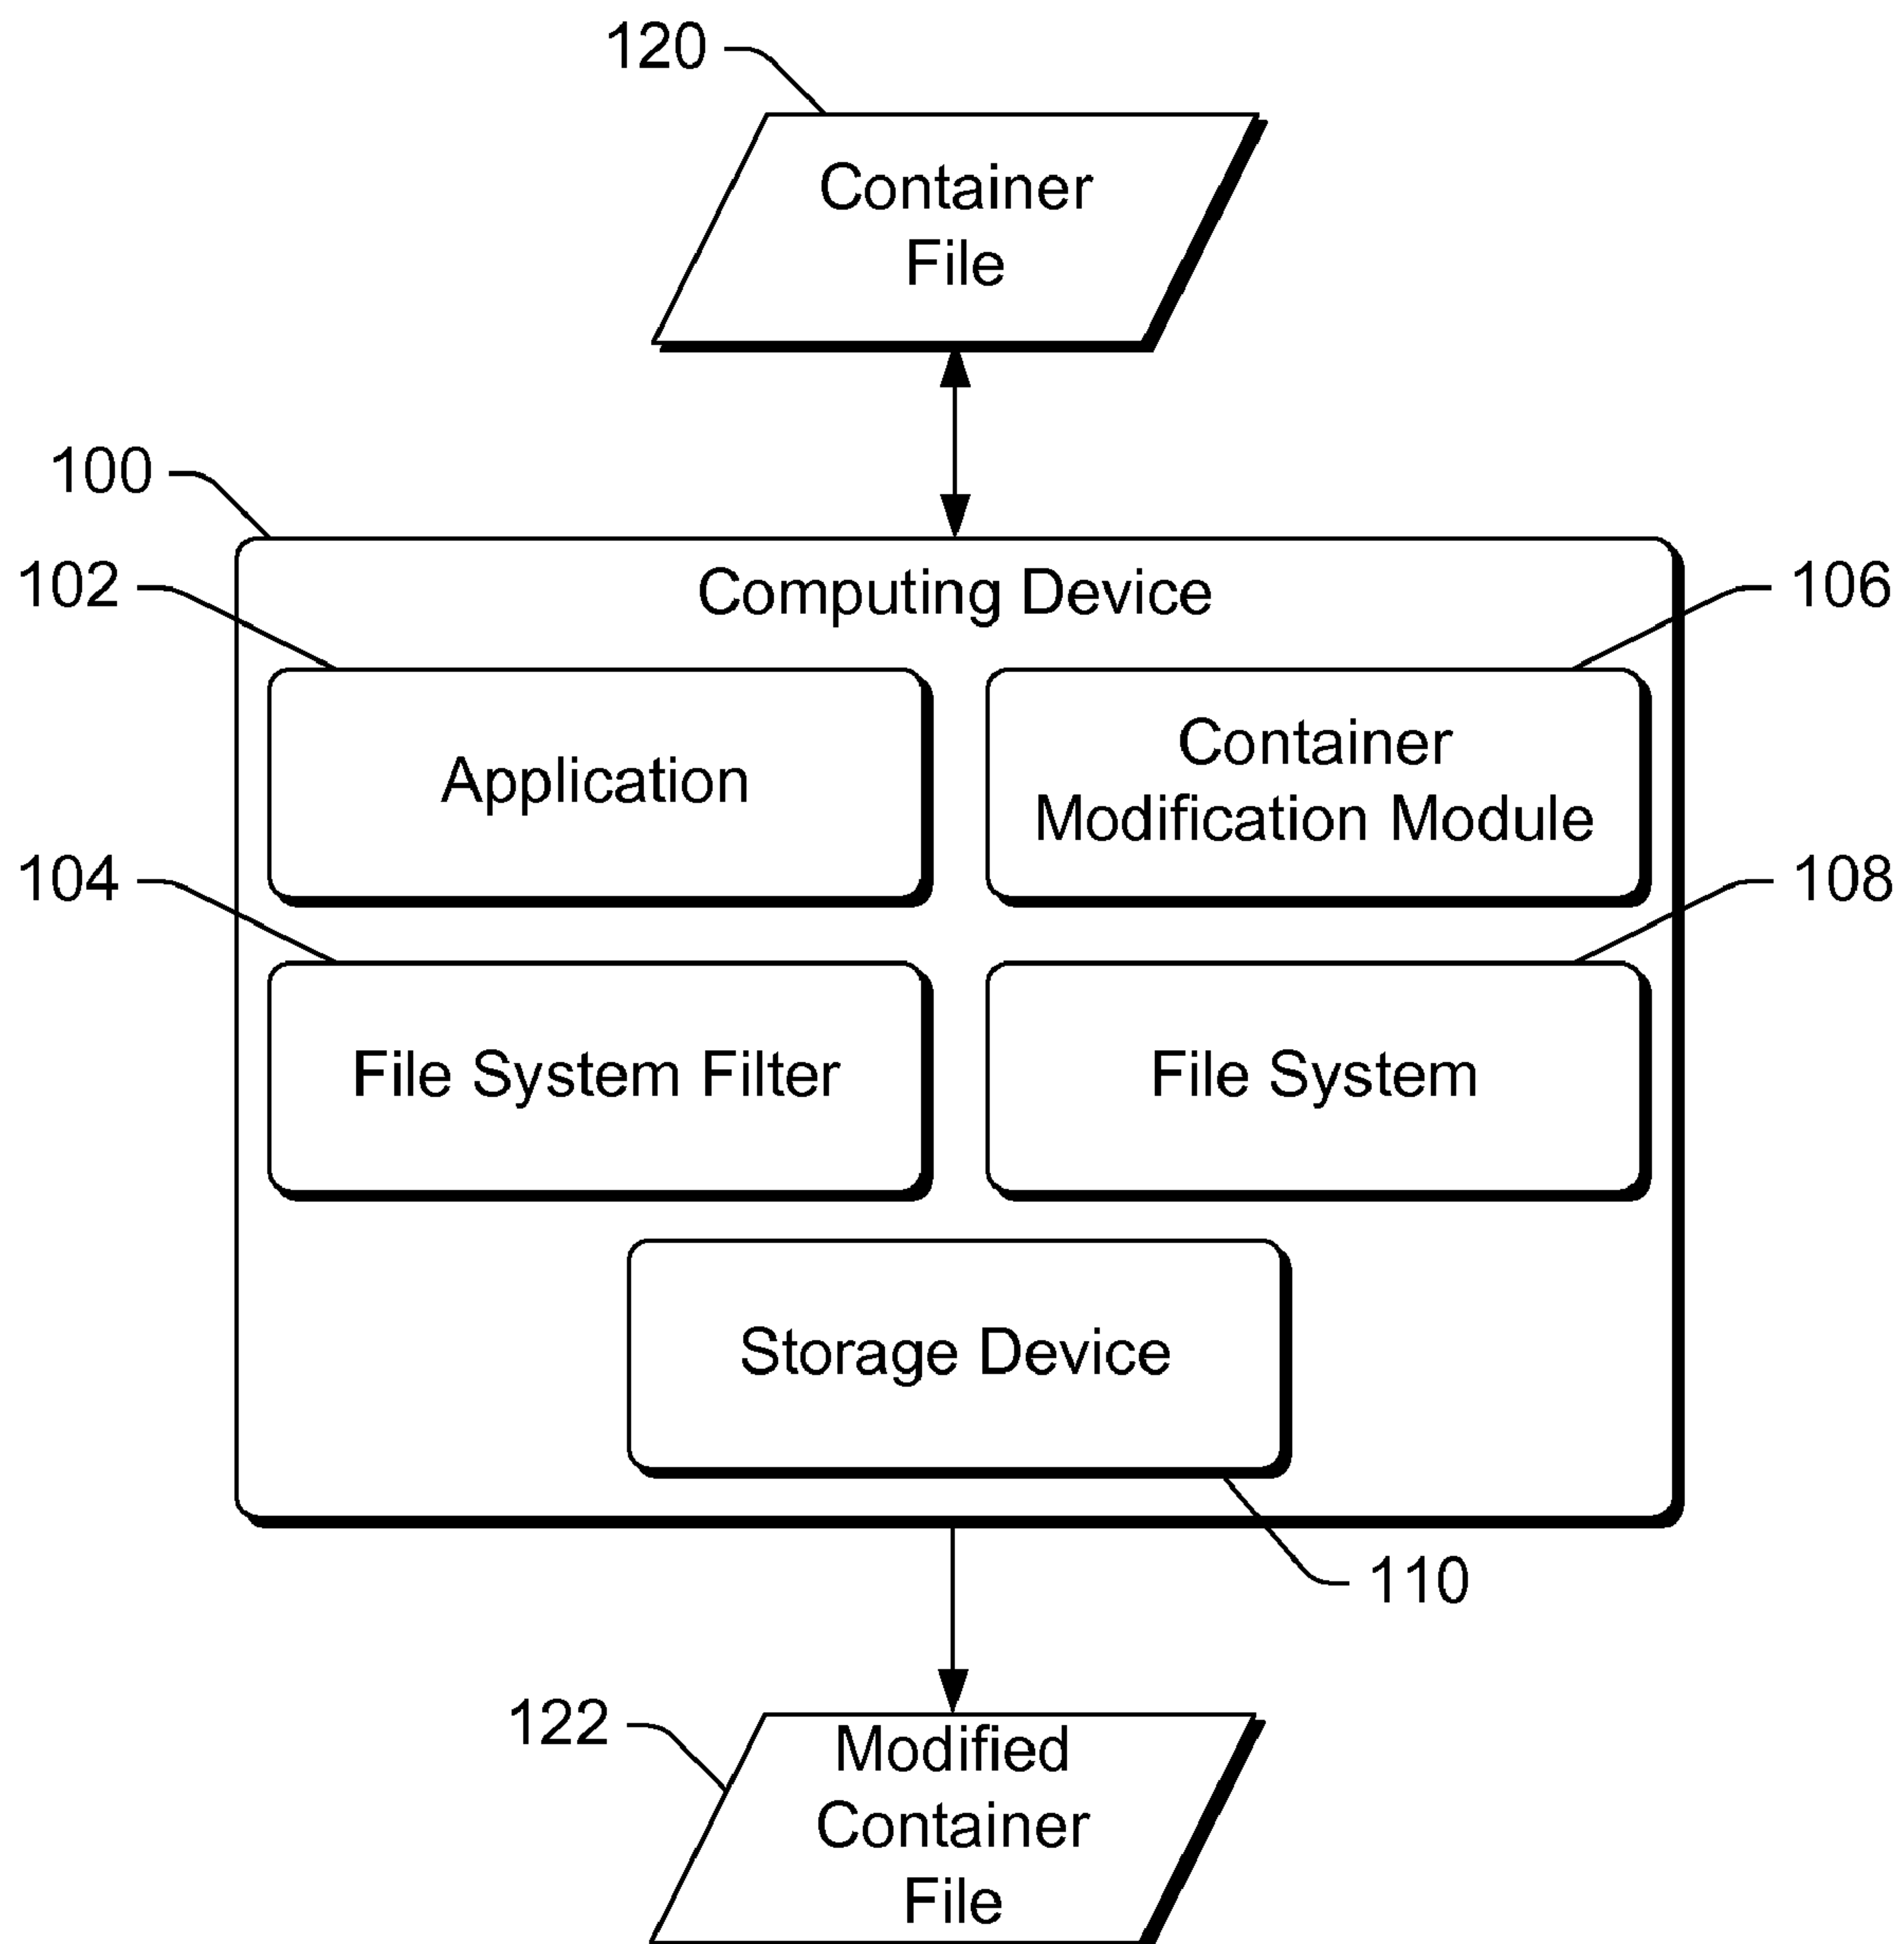 120
Container
File
100
Computing Device
102
106
Application
Container
Modification Module
104
108
File System Filter
File System
Storage Device
110
122
Modified
Container
File